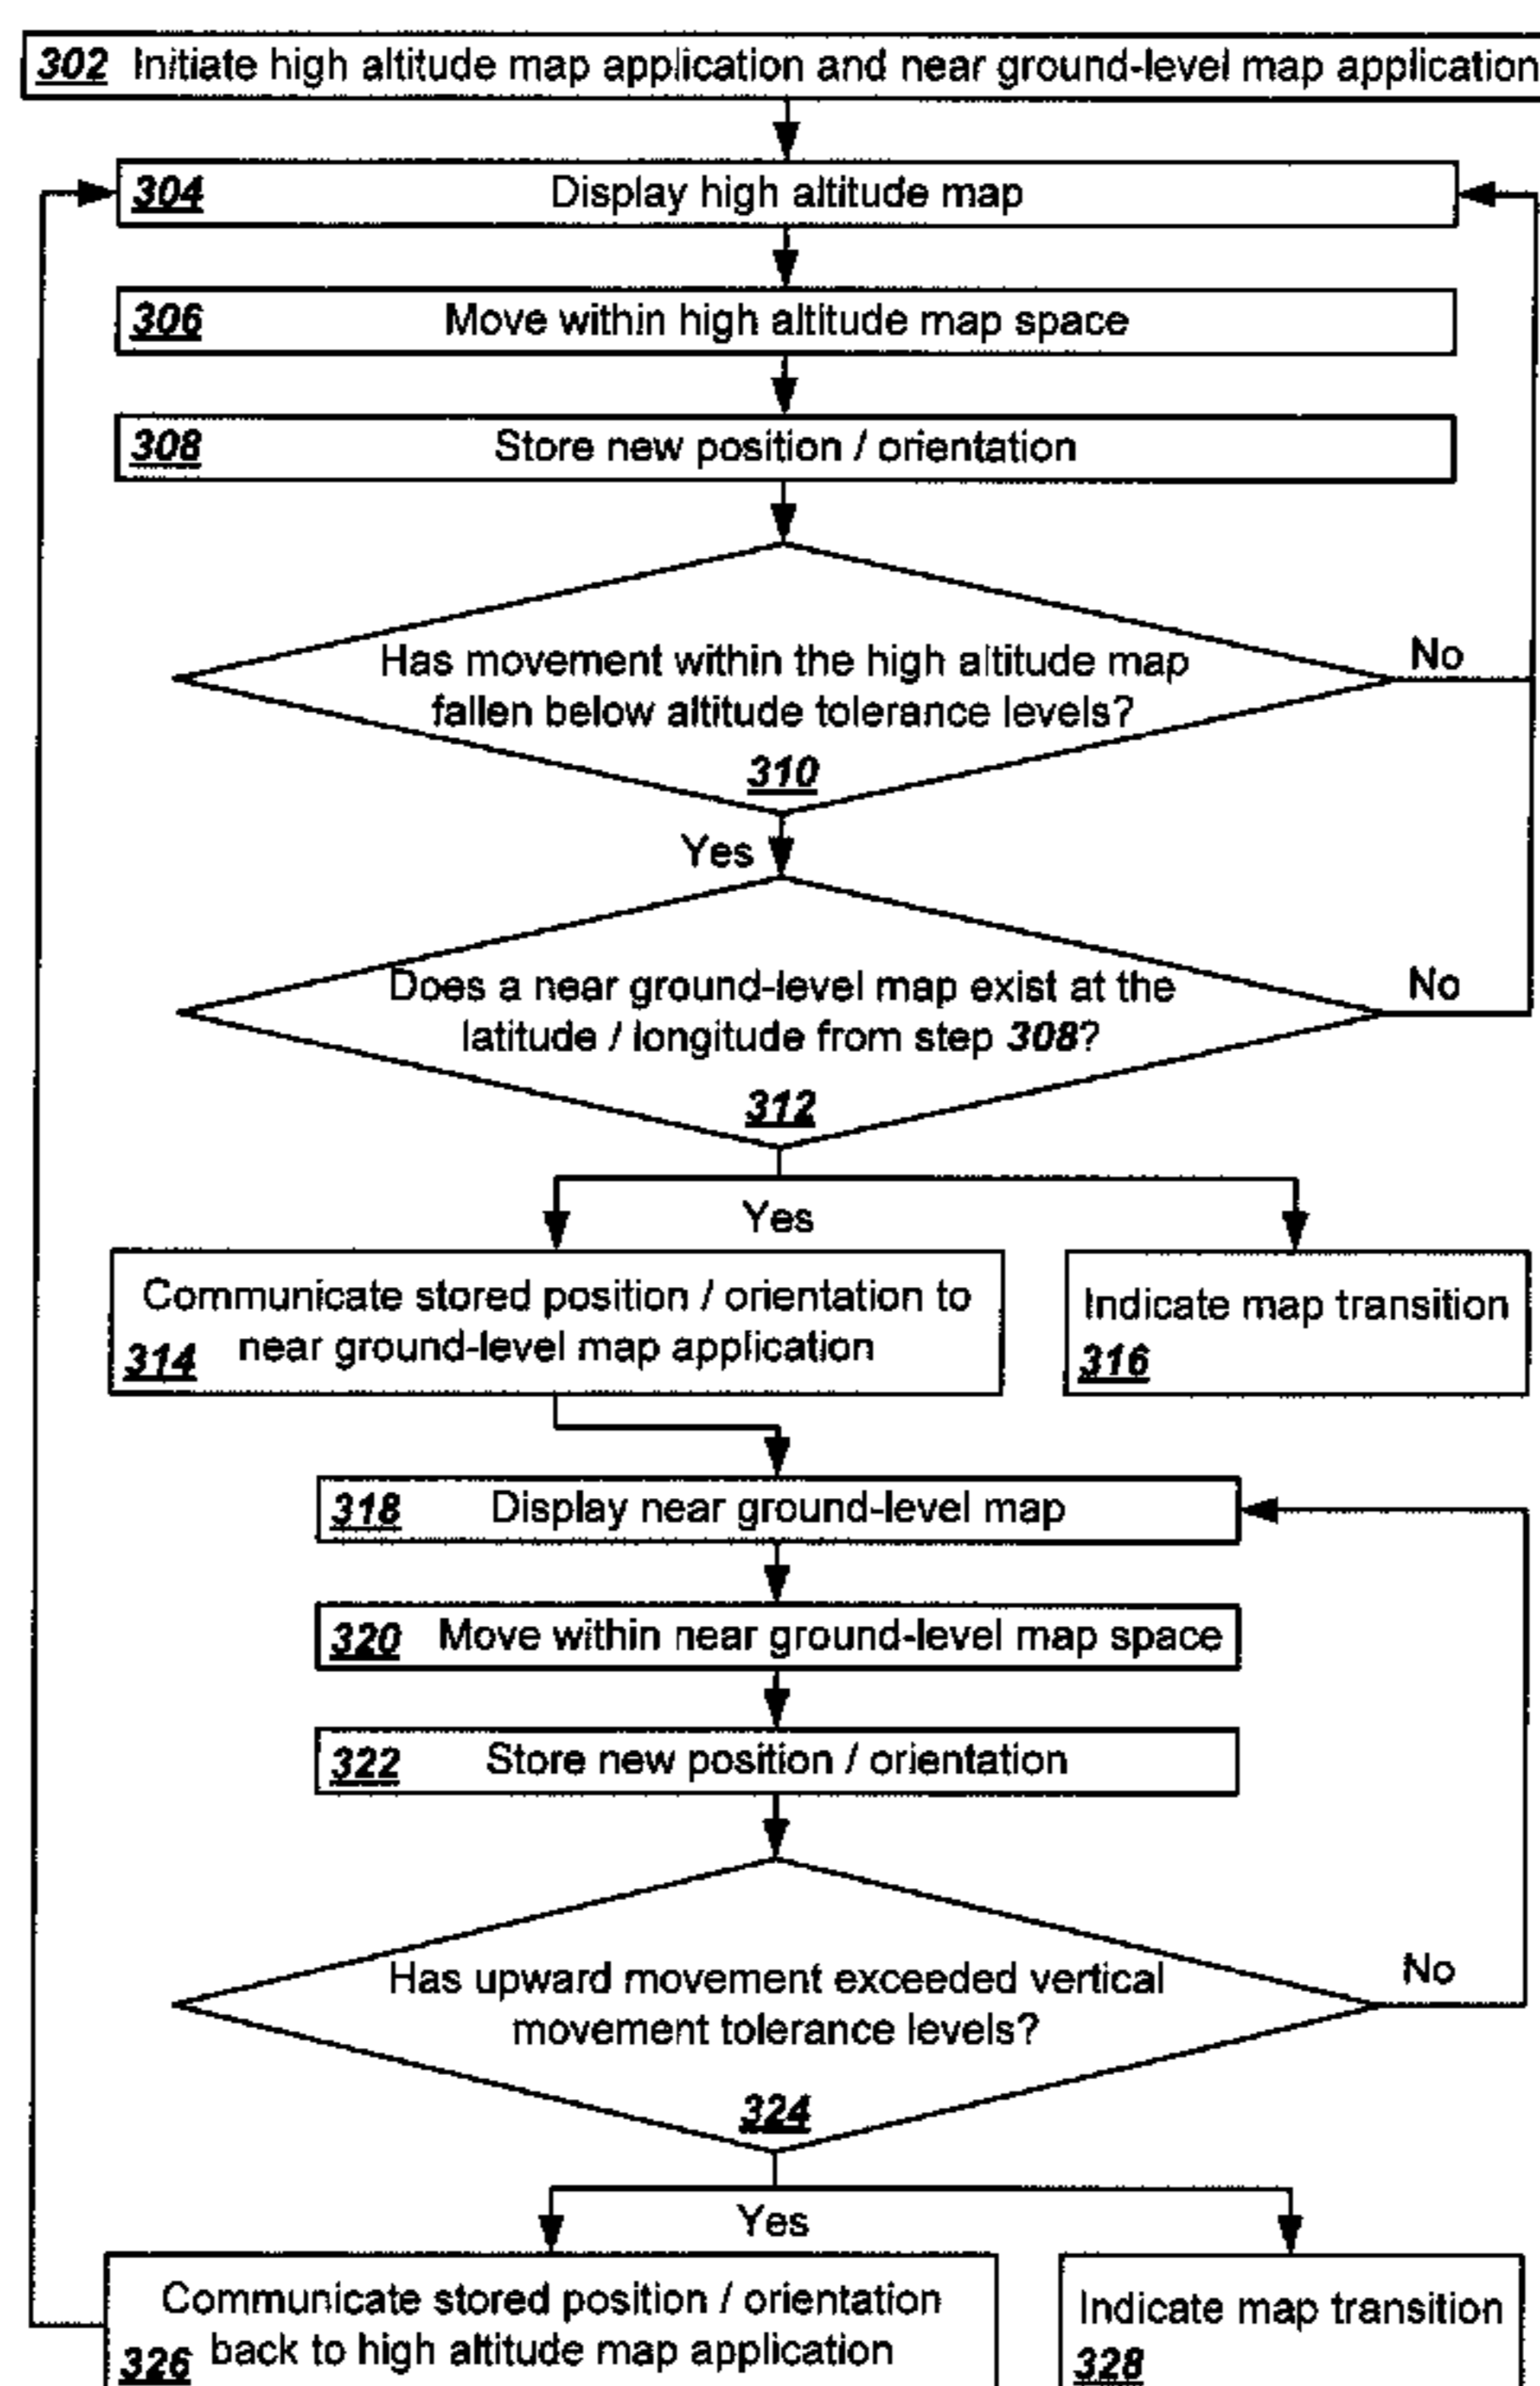 302 Initiate high altitude map application and near ground-level map application
304 Display high altitude map
306 Move within high altitude map space
308 Store new position / orientation
Has movement within the high altitude map
No
fallen below altitude tolerance levels?
310
Yes
Does a near ground-level map exist at the
No
latitude / longitude from step 308?
312
Yes
Communicate stored position / orientation to
314 near ground-level map application
Indicate map transition
316
318 Display near ground-level map
320 Move within near ground-level map space
322 Store new position / orientation
Has upward movement exceeded vertical
No
movement tolerance levels?
324
Yes
Communicate stored position / orientation
326 back to high altitude map application
Indicate map transition
328